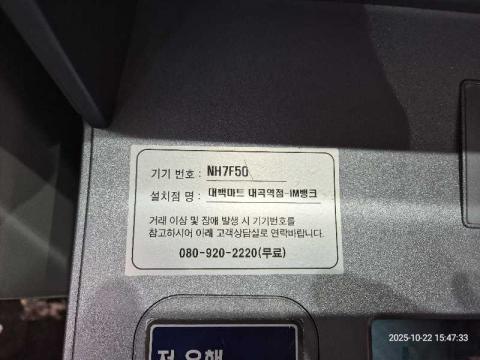 기기 번호 : NH7F50
설치점 명 : 대백마트 대곡역점-iM뱅크
거래 이상 및 장애 발생 시 기기번호를
참고하시어 아래 고객상담실로 연락바랍니다.
080-920-2220(무료)
전 은행
2025-10-22 15:47:33